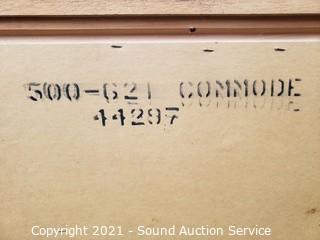 500-621 COMMODE
44297
Copyright 2021 - Sound Auction Service